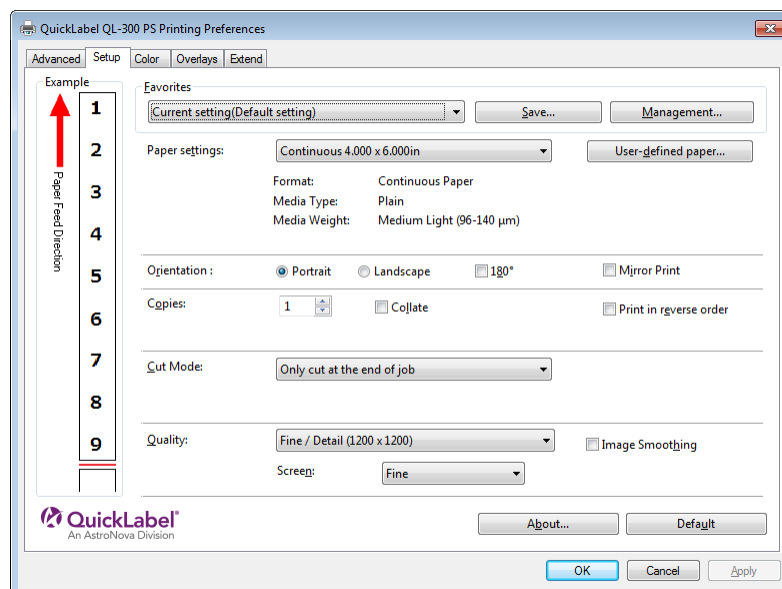 QuickLabel QL-300 PS Printing Preferences
Advanced Setup Color Overlays Extend
Example
Paper Feed Direction
1
2
3
4
5
6
7
8
9
Favorites
Current setting(Default setting) Save... Management...
Paper settings: Continuous 4.000 x 6.000in User-defined paper...
Format: Continuous Paper
Media Type: Plain
Media Weight: Medium Light (96-140 µm)
Orientation : Portrait Landscape 180° Mirror Print
Copies: 1 Collate Print in reverse order
Cut Mode: Only cut at the end of job
Quality: Fine / Detail (1200 x 1200) Image Smoothing
Screen: Fine
QuickLabel®
An AstroNova Division
About... Default
OK Cancel Apply